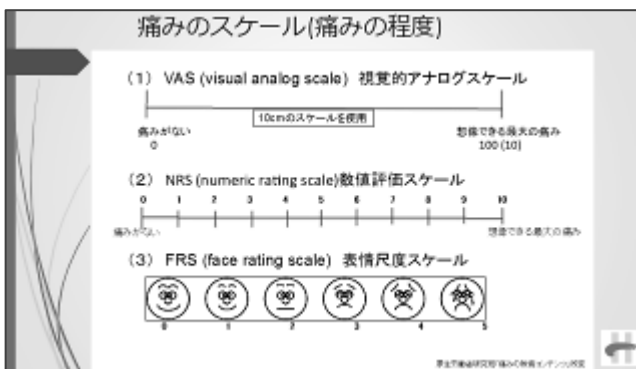 痛みのスケール(痛みの程度)
(1) VAS (visual analog scale) 視覚的アナログスケール
10cmのスケールを使用
痛みがない 想像できる最大の痛み
0 100 (10)
(2) NRS (numeric rating scale)数値評価スケール
0 1 2 3 4 5 6 7 8 9 10
痛みがない 想像できる最大の痛み
(3) FRS (face rating scale) 表情尺度スケール
0 1 2 3 4 5